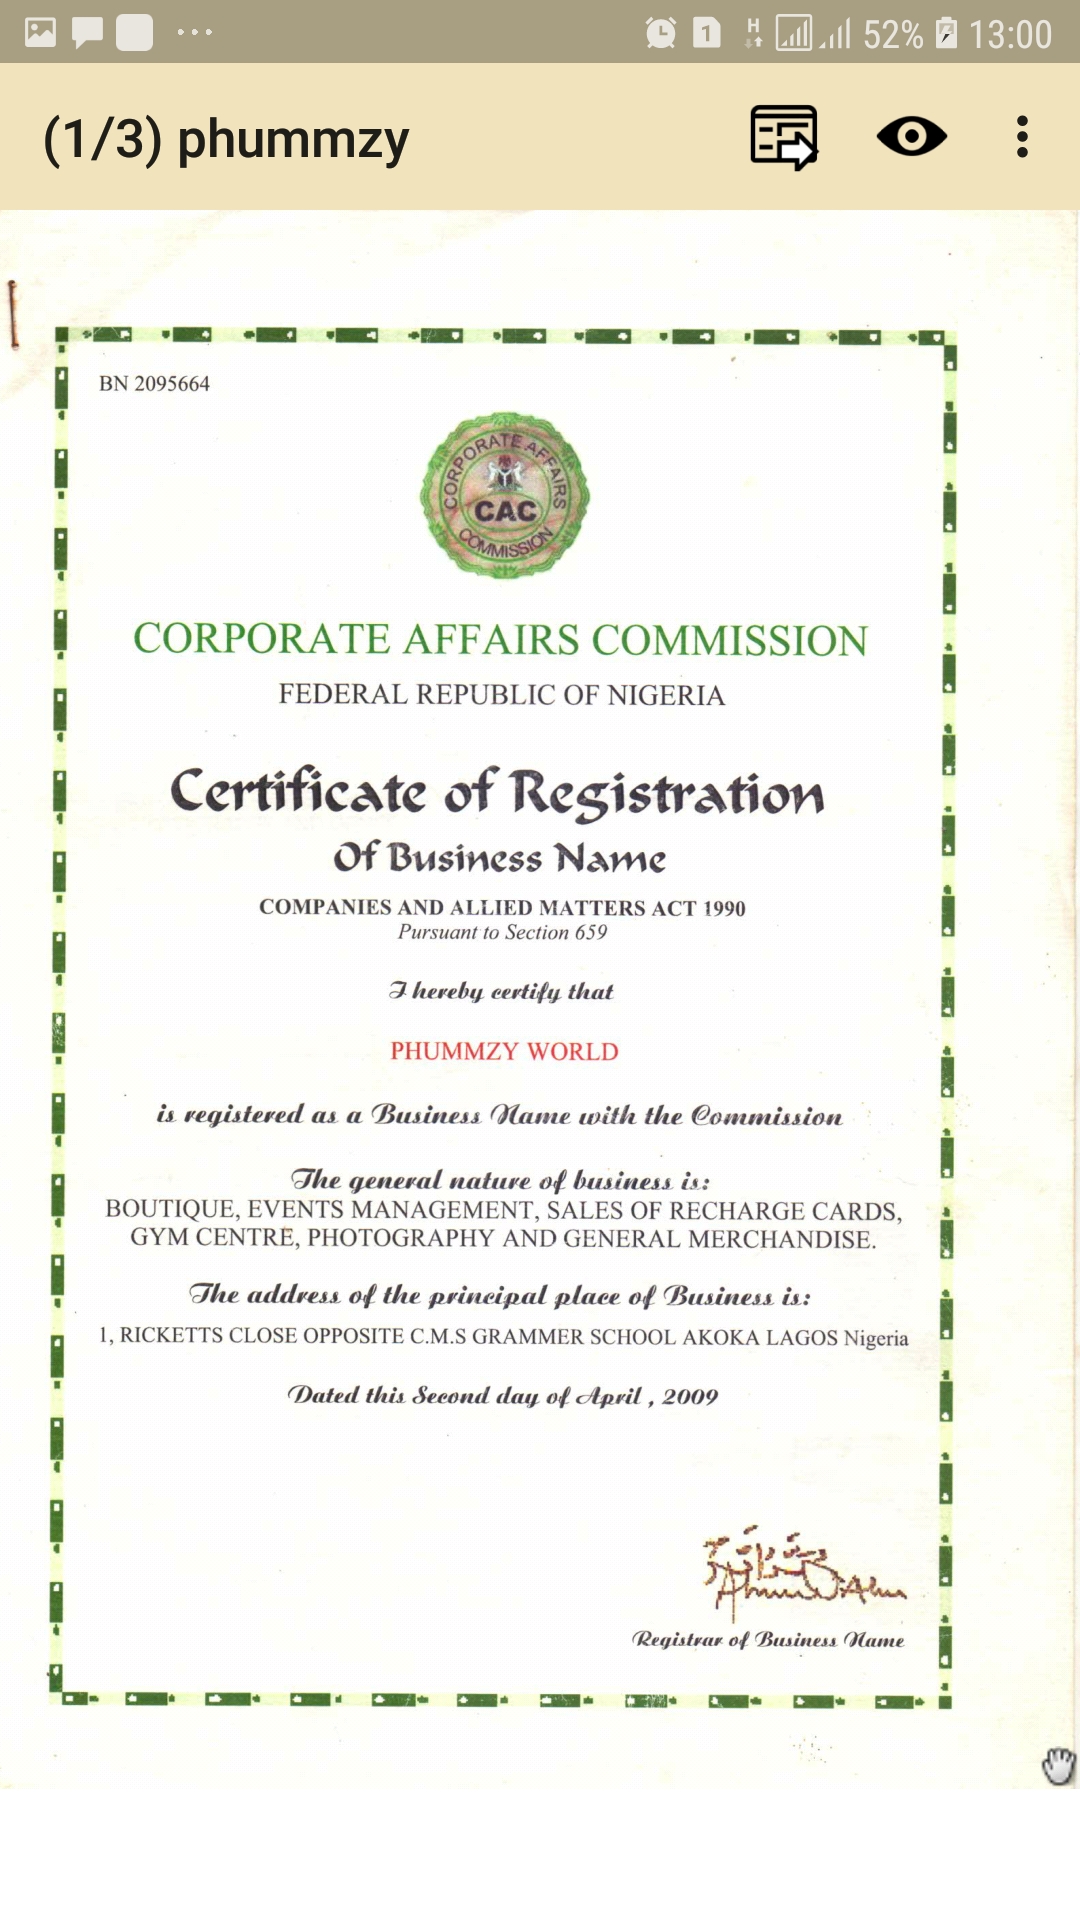 52% 13:00
(1/3) phummzy
BN 2095664
CORPORATE AFFAIRS
CAC
COMMISSION
CORPORATE AFFAIRS COMMISSION
FEDERAL REPUBLIC OF NIGERIA
Certificate of Registration
Of Business Name
COMPANIES AND ALLIED MATTERS ACT 1990
Pursuant to Section 659
I hereby certify that
PHUMMZY WORLD
is registered as a Business Name with the Commission
The general nature of business is:
BOUTIQUE, EVENTS MANAGEMENT, SALES OF RECHARGE CARDS,
GYM CENTRE, PHOTOGRAPHY AND GENERAL MERCHANDISE.
The address of the principal place of Business is:
1, RICKETTS CLOSE OPPOSITE C.M.S GRAMMER SCHOOL AKOKA LAGOS Nigeria
Dated this Second day of April , 2009
Registrar of Business Name